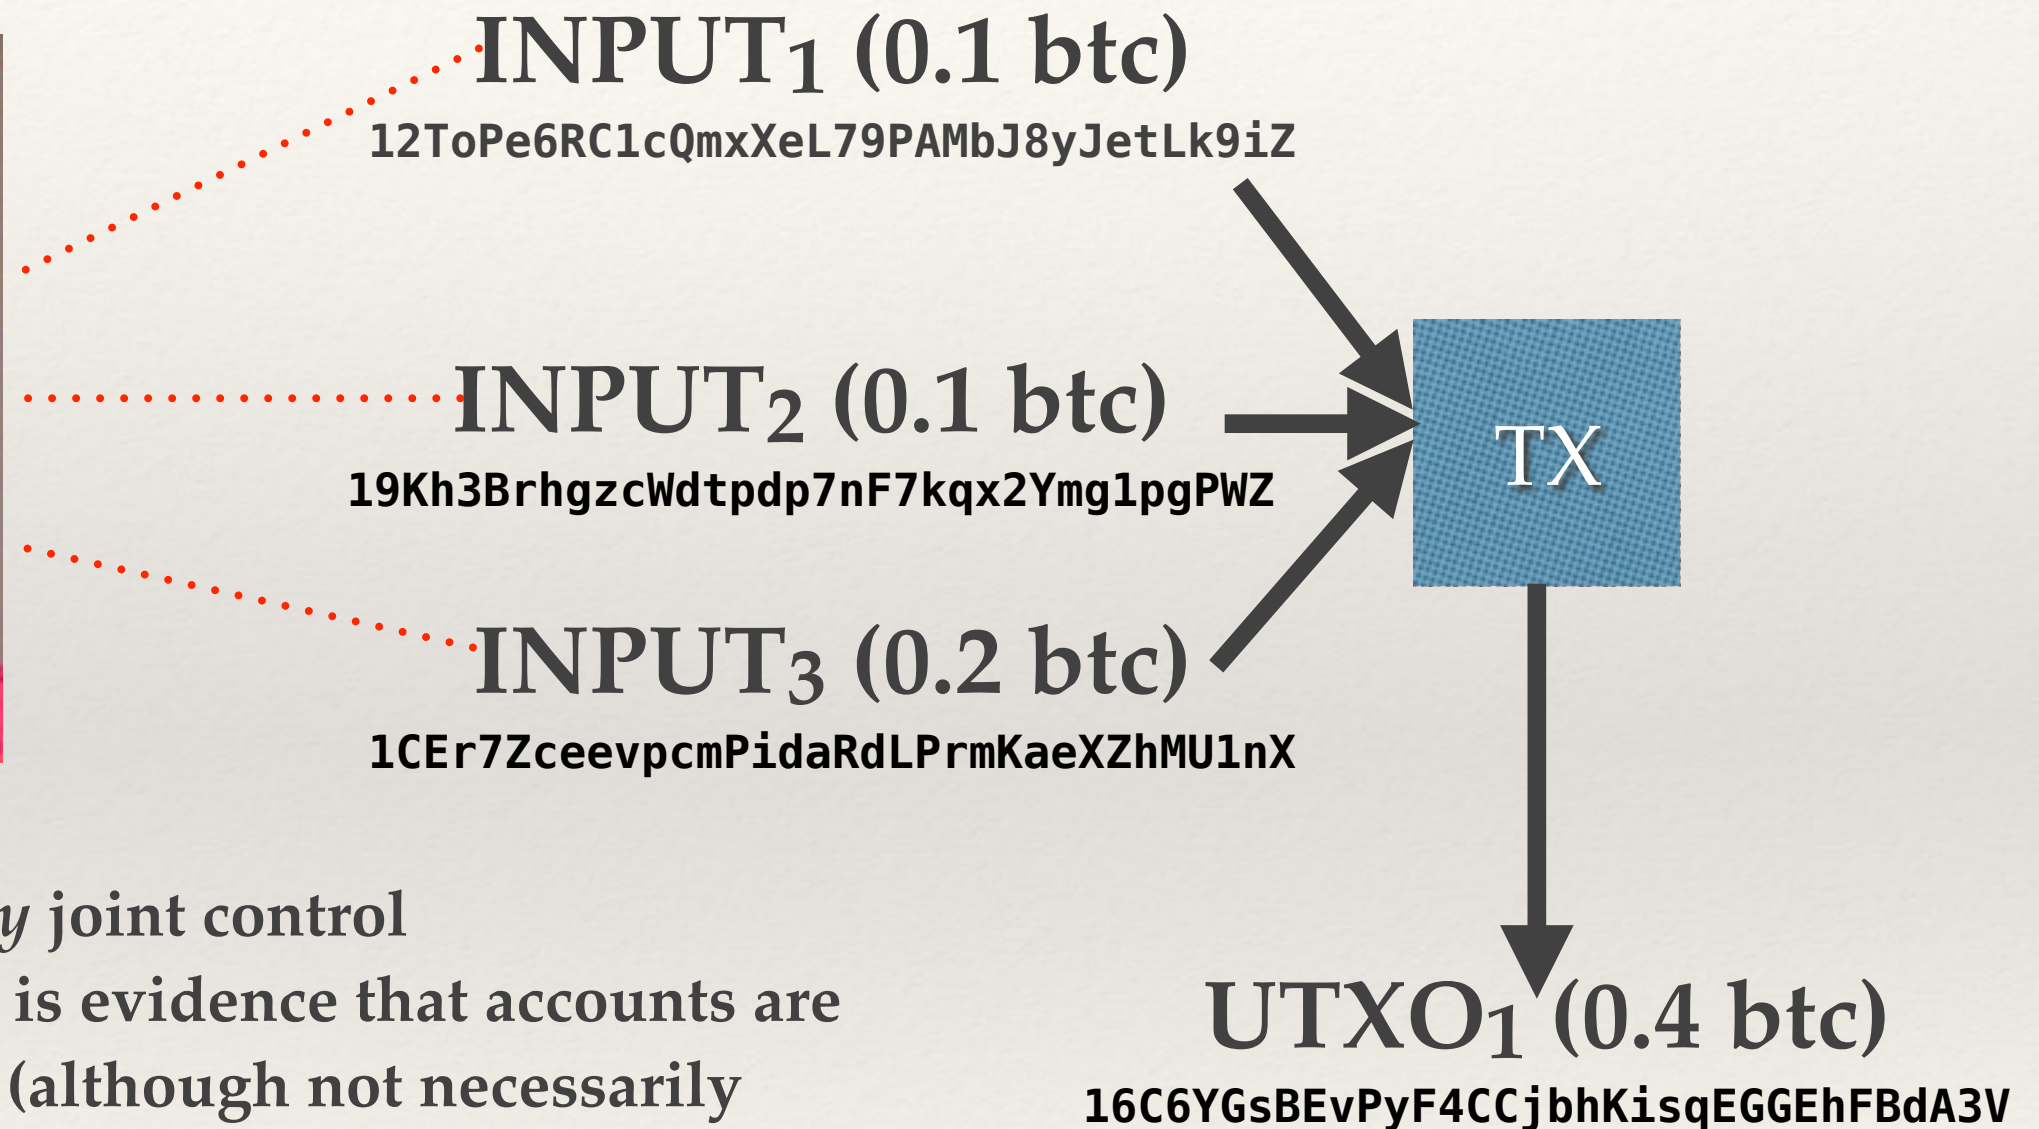 INPUT₁ (0.1 btc)
12ToPe6RC1cQmxXeL79PAMbJ8yJetLk9iZ
INPUT₂ (0.1 btc)
19Kh3BrhgzcWdtpdp7nF7kqx2Ymg1pgPWZ
TX
INPUT₃ (0.2 btc)
1CEr7ZceevpcmPidaRdLPrmKaeXZhMU1nX
y joint control
is evidence that accounts are
(although not necessarily
UTXO₁ (0.4 btc)
16C6YGsBEvPyF4CCjbhKisqEGGEhFBdA3V